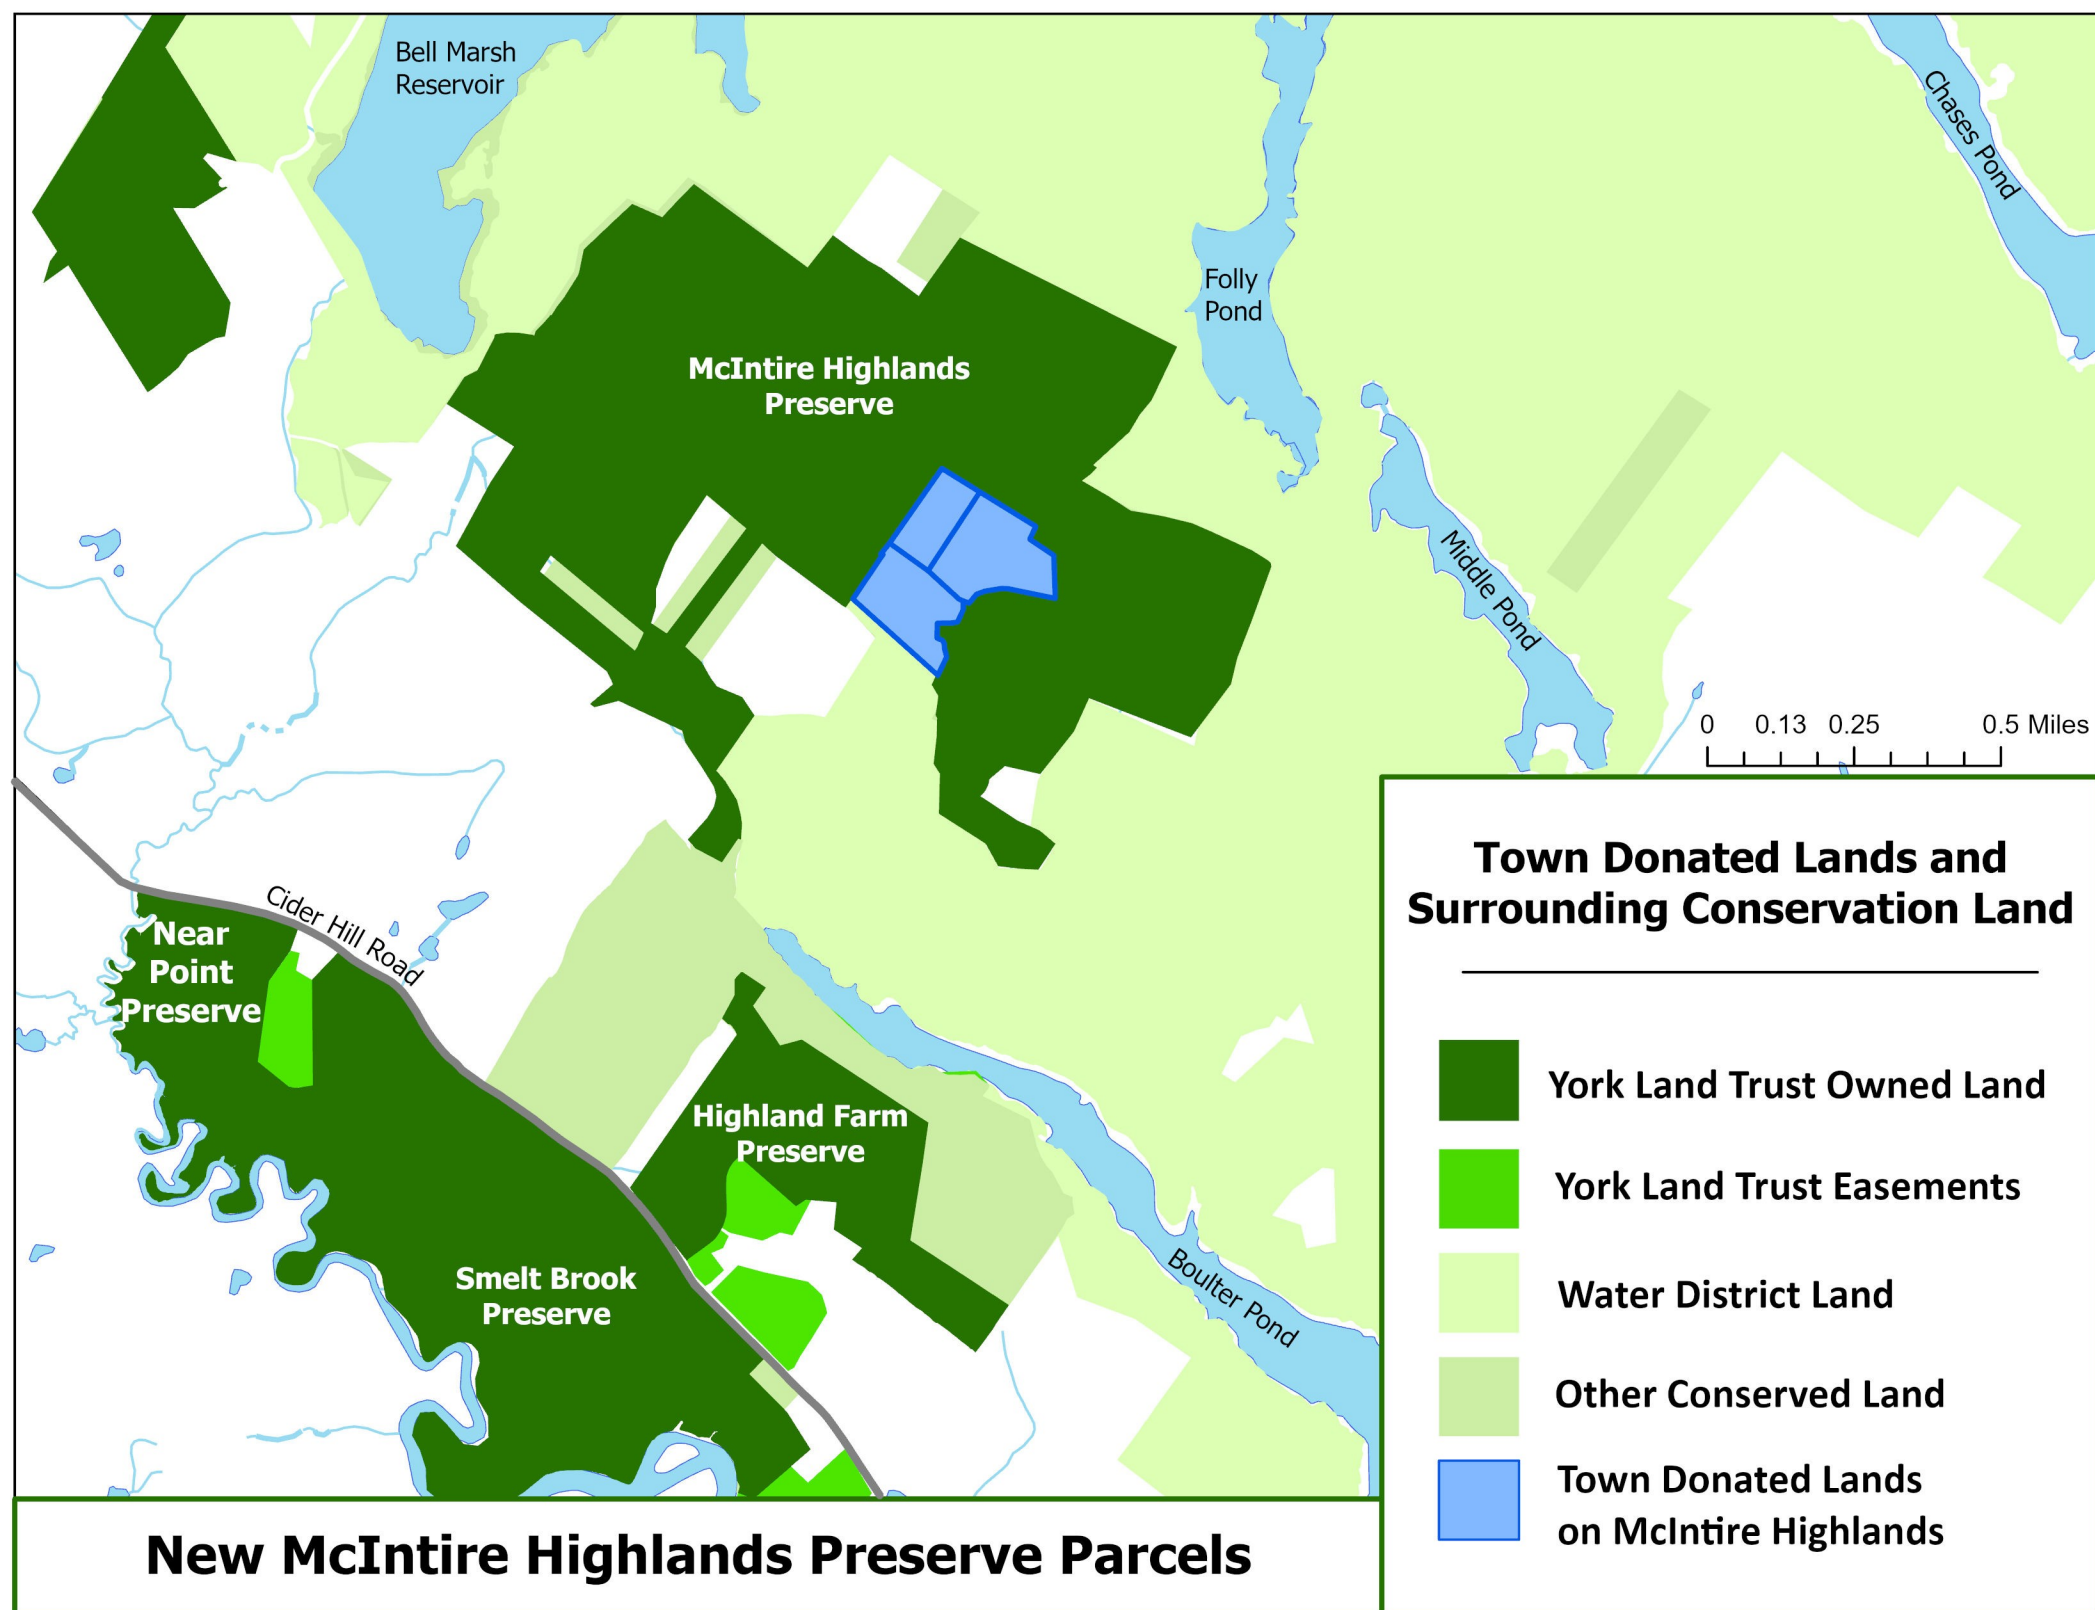 Bell Marsh
Reservoir
Chases Pond
Folly
Pond
McIntire Highlands
Preserve
Middle Pond
0 0.13 0.25 0.5 Miles
Town Donated Lands and
Surrounding Conservation Land
Cider Hill Road
Near
Point
Preserve
Highland Farm
Preserve
York Land Trust Owned Land
York Land Trust Easements
Smelt Brook
Preserve
Boulter Pond
Water District Land
Other Conserved Land
Town Donated Lands
on McIntire Highlands
New McIntire Highlands Preserve Parcels